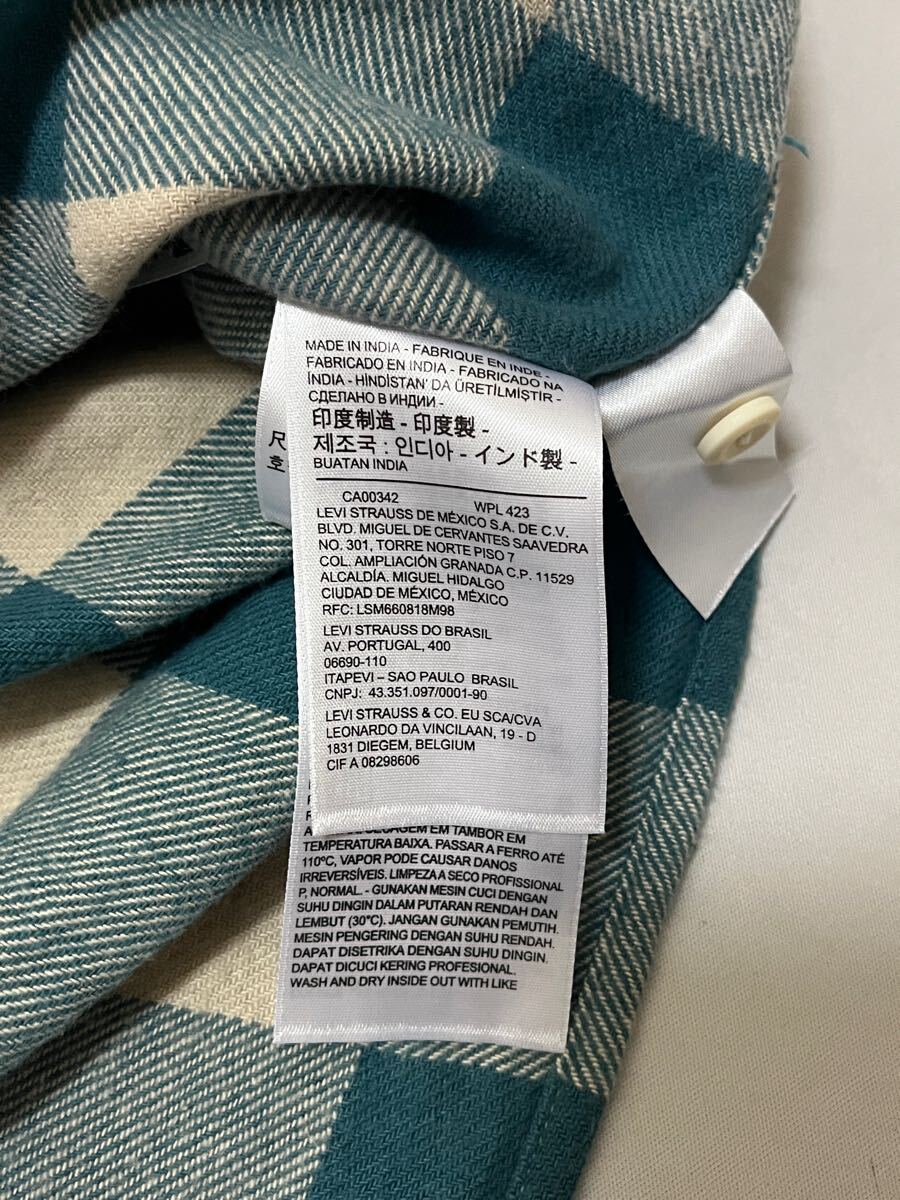 MADE IN INDIA - FABRIQUE EN INDE -
FABRICADO EN INDIA - FABRICADO NA
ÍNDIA - HİNDİSTAN' DA ÜRETİLMİŞTİR -
СДЕЛАНО В ИНДИИ -
印度制造 - 印度製 -
제조국 : 인디아 - インド製 -
BUATAN INDIA
尺
호
CA00342 WPL 423
LEVI STRAUSS DE MÉXICO S.A. DE C.V.
BLVD. MIGUEL DE CERVANTES SAAVEDRA
NO. 301, TORRE NORTE PISO 7
COL. AMPLIACIÓN GRANADA C.P. 11529
ALCALDÍA. MIGUEL HIDALGO
CIUDAD DE MÉXICO, MÉXICO
RFC: LSM660818M98
LEVI STRAUSS DO BRASIL
AV. PORTUGAL, 400
06690-110
ITAPEVI – SAO PAULO BRASIL
CNPJ: 43.351.097/0001-90
LEVI STRAUSS & CO. EU SCA/CVA
LEONARDO DA VINCILAAN, 19 - D
1831 DIEGEM, BELGIUM
CIF A 08298606
EM TAMBOR EM
TEMPERATURA BAIXA. PASSAR A FERRO ATÉ
110ºC, VAPOR PODE CAUSAR DANOS
IRREVERSÍVEIS. LIMPEZA A SECO PROFISSIONAL
P, NORMAL. - GUNAKAN MESIN CUCI DENGAN
SUHU DINGIN DALAM PUTARAN RENDAH DAN
LEMBUT (30°C). JANGAN GUNAKAN PEMUTIH.
MESIN PENGERING DENGAN SUHU RENDAH.
DAPAT DISETRIKA DENGAN SUHU DINGIN.
DAPAT DICUCI KERING PROFESIONAL.
WASH AND DRY INSIDE OUT WITH LIKE